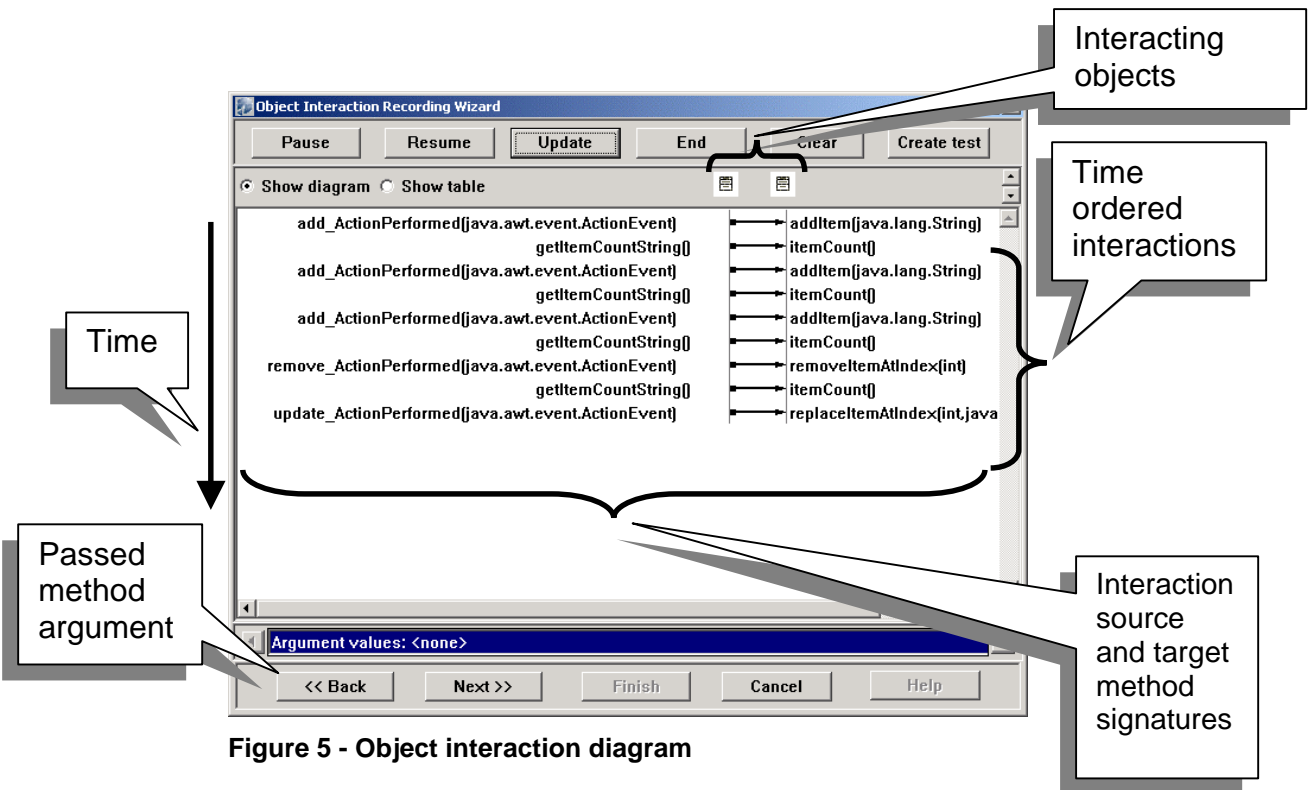 Interacting
objects
Object Interaction Recording Wizard
Pause Resume Update End Clear Create test
Show diagram Show table
Time
ordered
interactions
add_ActionPerformed(java.awt.event.ActionEvent) addItem(java.lang.String)
getItemCountString() itemCount()
add_ActionPerformed(java.awt.event.ActionEvent) addItem(java.lang.String)
getItemCountString() itemCount()
add_ActionPerformed(java.awt.event.ActionEvent) addItem(java.lang.String)
getItemCountString() itemCount()
remove_ActionPerformed(java.awt.event.ActionEvent) removeItemAtIndex(int)
getItemCountString() itemCount()
update_ActionPerformed(java.awt.event.ActionEvent) replaceItemAtIndex(int,java
Time
Passed
method
argument
Interaction
source
and target
method
signatures
Argument values: <none>
<< Back Next >> Finish Cancel Help
Figure 5 - Object interaction diagram